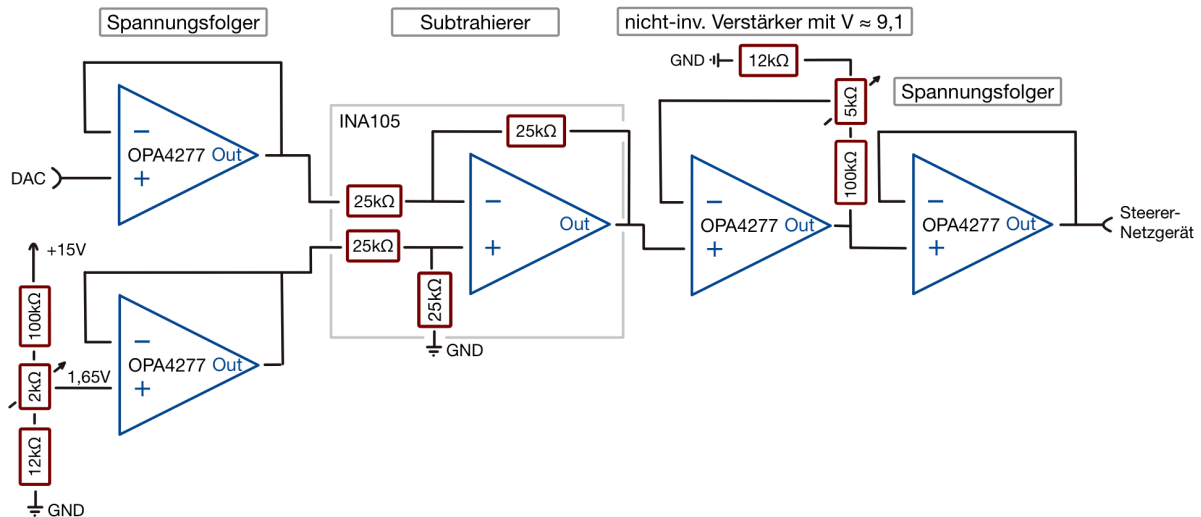 Spannungsfolger
Subtrahierer
nicht-inv. Verstärker mit V ≈ 9,1
GND
12kΩ
5kΩ
100kΩ
Spannungsfolger
INA105
25kΩ
25kΩ
25kΩ
25kΩ
GND
DAC
−
OPA4277 Out
+
+15V
100kΩ
2kΩ
12kΩ
GND
1,65V
−
OPA4277 Out
+
−
Out
+
−
OPA4277 Out
+
−
OPA4277 Out
+
Steerer-
Netzgerät